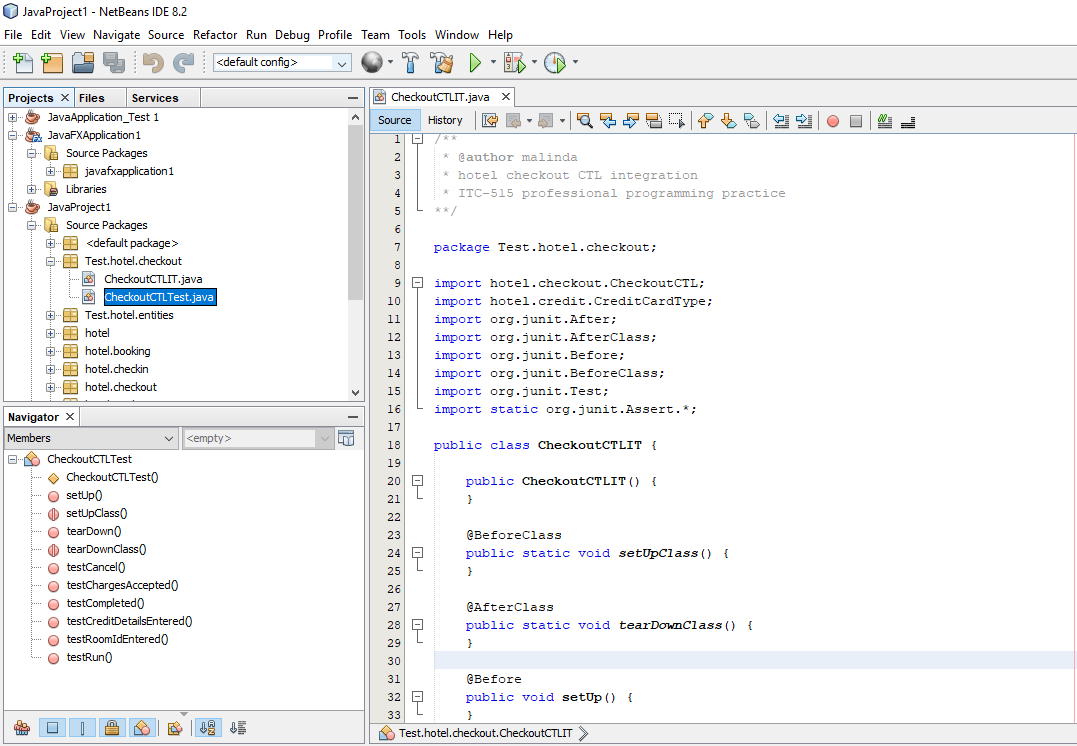 JavaProject1 - NetBeans IDE 8.2
File Edit View Navigate Source Refactor Run Debug Profile Team Tools Window Help
<default config>
Projects Files Services
JavaApplication_Test 1
JavaFXApplication1
Source Packages
javafxapplication1
Libraries
JavaProject1
Source Packages
<default package>
Test.hotel.checkout
CheckoutCTLIT.java
CheckoutCTLTest.java
Test.hotel.entities
hotel
hotel.booking
hotel.checkin
hotel.checkout
Navigator
Members
<empty>
CheckoutCTLTest
CheckoutCTLTest()
setUp()
setUpClass()
tearDown()
tearDownClass()
testCancel()
testChargesAccepted()
testCompleted()
testCreditDetailsEntered()
testRoomIdEntered()
testRun()
CheckoutCTLIT.java
Source History
1 /**
2 * @author malinda
3 * hotel checkout CTL integration
4 * ITC-515 professional programming practice
5 **/
6
7 package Test.hotel.checkout;
8
9 import hotel.checkout.CheckoutCTL;
10 import hotel.credit.CreditCardType;
11 import org.junit.After;
12 import org.junit.AfterClass;
13 import org.junit.Before;
14 import org.junit.BeforeClass;
15 import org.junit.Test;
16 import static org.junit.Assert.*;
17
18 public class CheckoutCTLIT {
19
20 public CheckoutCTLIT() {
21 }
22
23 @BeforeClass
24 public static void setUpClass() {
25 }
26
27 @AfterClass
28 public static void tearDownClass() {
29 }
30
31 @Before
32 public void setUp() {
33 }
Test.hotel.checkout.CheckoutCTLIT